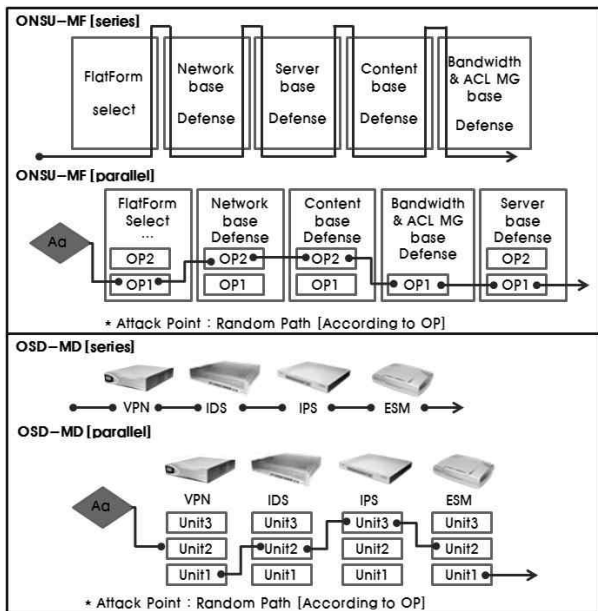 ONSU-MF [series]
FlatForm
select
Network
base
Defense
Server
base
Defense
Content
base
Defense
Bandwidth
& ACL MG
base
Defense
ONSU-MF [parallel]
Aa
FlatForm
Select
...
OP2
OP1
Network
base
Defense
OP2
OP1
Content
base
Defense
OP2
OP1
Bandwidth
& ACL MG
base
Defense
OP1
Server
base
Defense
OP2
OP1
* Attack Point : Random Path [According to OP]
OSD-MD [series]
VPN
IDS
IPS
ESM
OSD-MD [parallel]
Aa
VPN
Unit3
Unit2
Unit1
IDS
Unit3
Unit2
Unit1
IPS
Unit3
Unit2
Unit1
ESM
Unit3
Unit2
Unit1
* Attack Point : Random Path [According to OP]